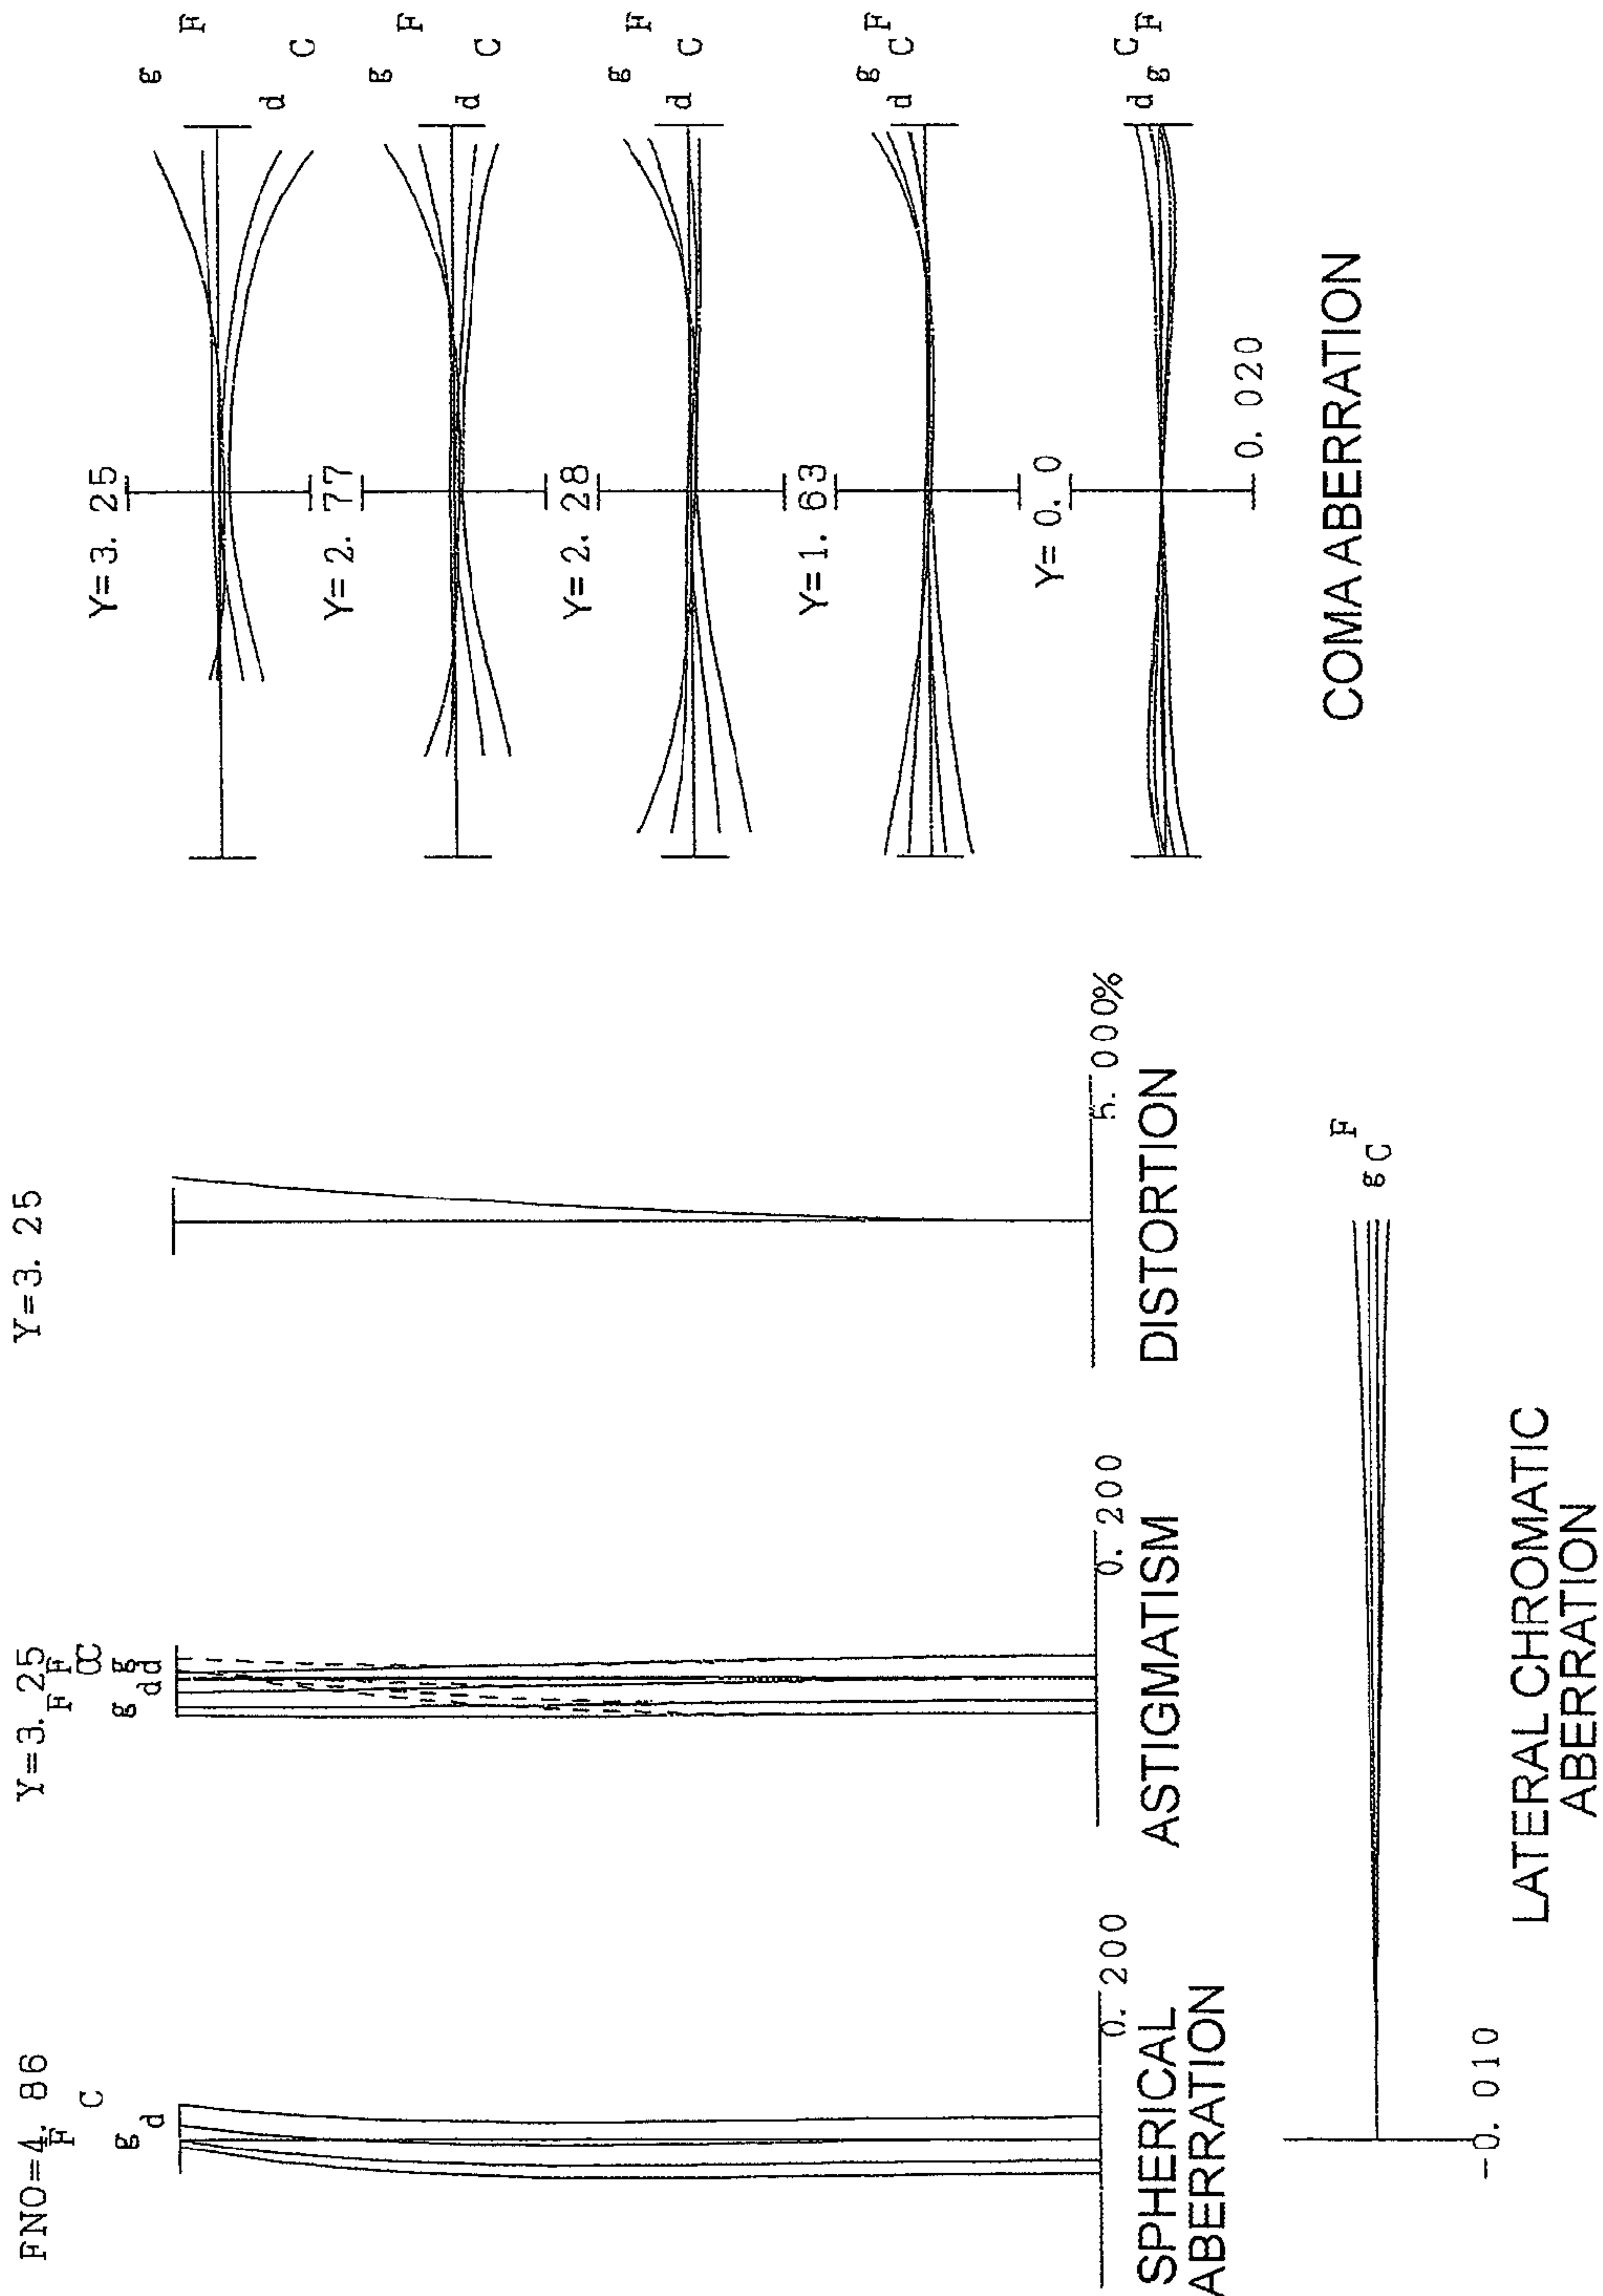 FNO=4. 86
F
C
g
d
0. 200
SPHERICAL
ABERRATION
Y=3. 25
F
F
C
C
g
d
g
d
0. 200
ASTIGMATISM
Y=3. 25
5. 000%
DISTORTION
Y=3. 25
g
F
d
C
Y=2. 77
g
F
d
C
Y=2. 28
g
F
d
C
Y=1. 63
g
F
d
C
Y= 0. 0
C
F
d
g
0. 020
COMA ABERRATION
F
g
C
-0. 010
LATERAL CHROMATIC
ABERRATION